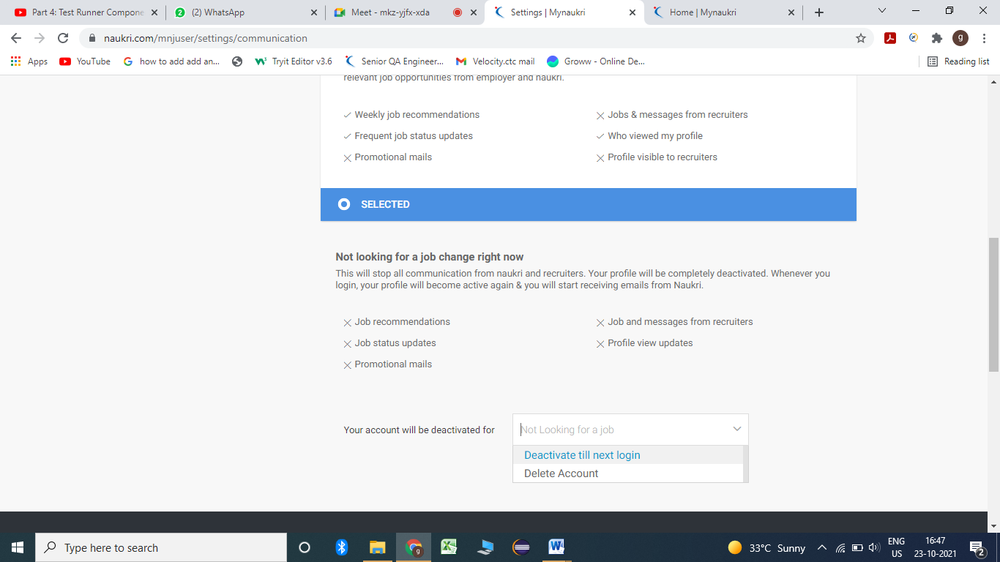 Part 4: Test Runner Compone
(2) WhatsApp
Meet - mkz-yjfx-xda
Settings | Mynaukri
Home | Mynaukri
naukri.com/mnjuser/settings/communication
g
Apps
YouTube
how to add add an...
Tryit Editor v3.6
Senior QA Engineer...
Velocity.ctc mail
Groww - Online De...
Reading list
relevant job opportunities from employer and naukri.
Weekly job recommendations
Jobs & messages from recruiters
Frequent job status updates
Who viewed my profile
Promotional mails
Profile visible to recruiters
SELECTED
Not looking for a job change right now
This will stop all communication from naukri and recruiters. Your profile will be completely deactivated. Whenever you
login, your profile will become active again & you will start receiving emails from Naukri.
Job recommendations
Job and messages from recruiters
Job status updates
Profile view updates
Promotional mails
Your account will be deactivated for
Not Looking for a job
Deactivate till next login
Delete Account
Type here to search
33°C Sunny
ENG
US
16:47
23-10-2021
2